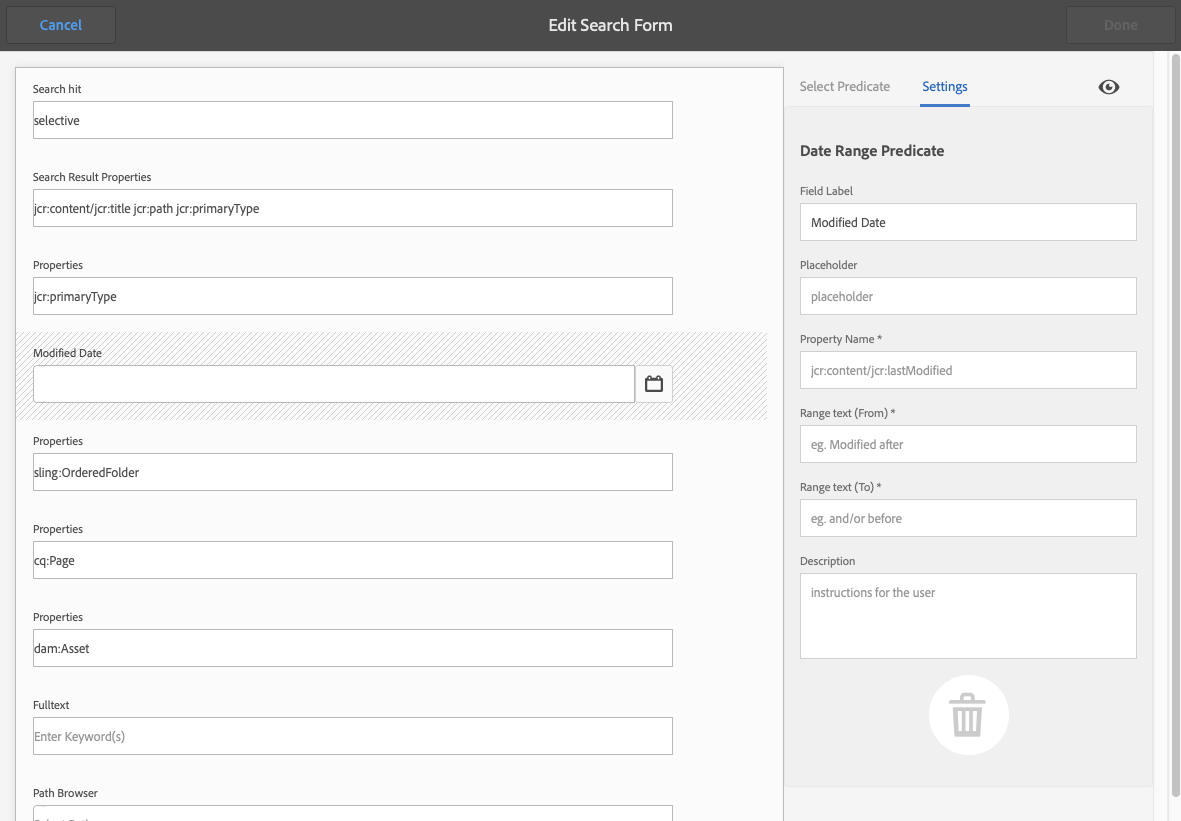 Cancel
Edit Search Form
Done
Search hit
selective
Search Result Properties
jcr:content/jcr:title jcr:path jcr:primaryType
Properties
jcr:primaryType
Modified Date
Properties
sling:OrderedFolder
Properties
cq:Page
Properties
dam:Asset
Fulltext
Enter Keyword(s)
Path Browser
Select Predicate
Settings
Date Range Predicate
Field Label
Modified Date
Placeholder
placeholder
Property Name *
jcr:content/jcr:lastModified
Range text (From) *
eg. Modified after
Range text (To) *
eg. and/or before
Description
instructions for the user